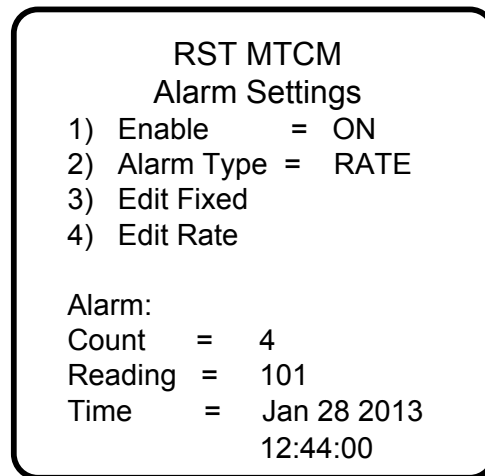 RST MTCM
Alarm Settings
1) Enable = ON
2) Alarm Type = RATE
3) Edit Fixed
4) Edit Rate
Alarm:
Count = 4
Reading = 101
Time = Jan 28 2013
12:44:00